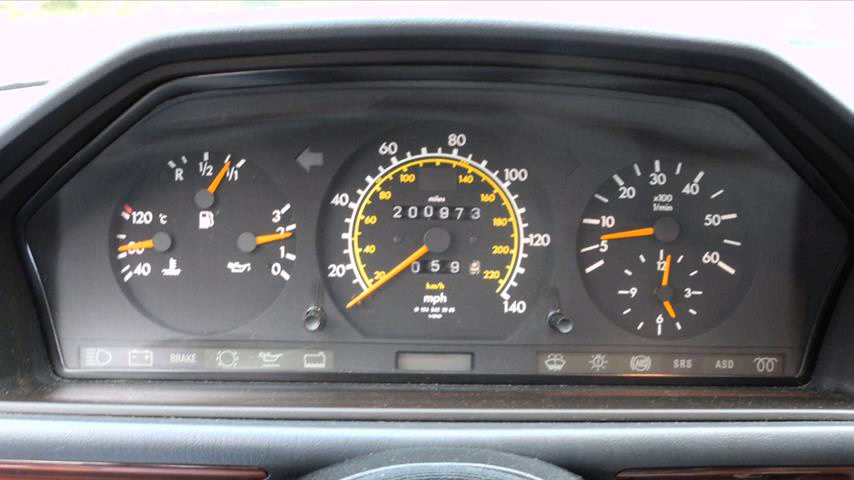 R 1/2 1/1
120 °C
80
40
3
2
1
0
20 40 60 80 100 120 140
miles
200973
20 40 60 80 100 120 140 160 180 200 220
059
km/h
mph
x100
1/min
5 10 20 30 40 50 60
12
9 3
6
BRAKE
ABS
SRS
ASD